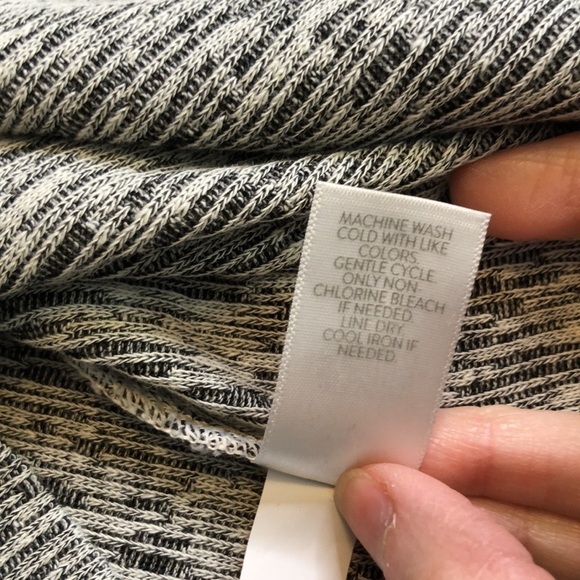 MACHINE WASH
COLD WITH LIKE
COLORS.
GENTLE CYCLE.
ONLY NON-
CHLORINE BLEACH
IF NEEDED.
LINE DRY.
COOL IRON IF
NEEDED